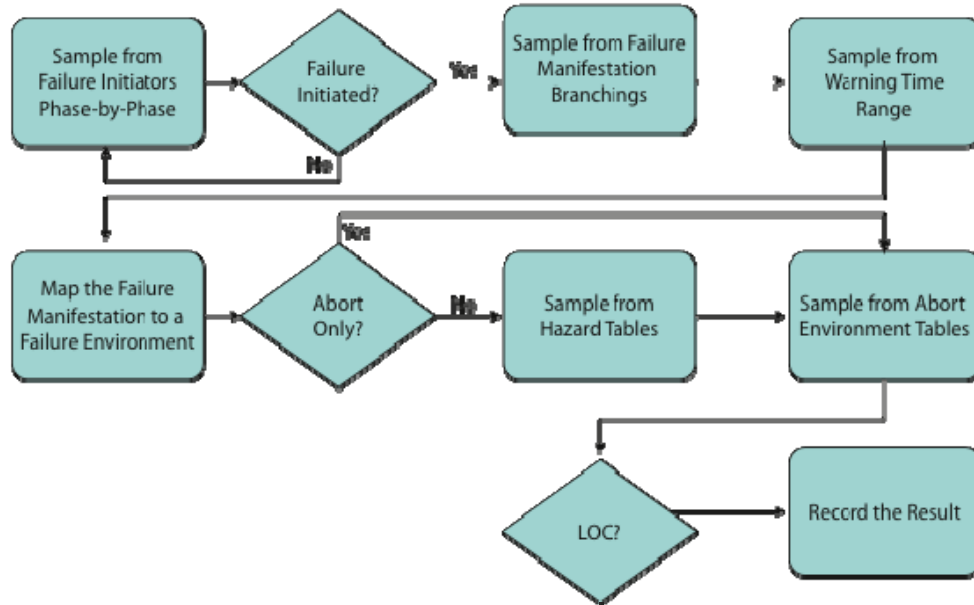 Sample from
Failure Initiators
Phase-by-Phase
Failure
Initiated?
Yes
No
Sample from Failure
Manifestation
Branchings
Sample from
Warning Time
Range
Map the Failure
Manifestation to a
Failure Environment
Abort
Only?
Yes
No
Sample from
Hazard Tables
Sample from Abort
Environment Tables
LOC?
Record the Result